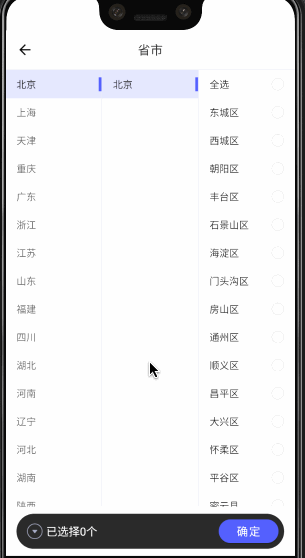 省市
北京 北京 全选
上海 东城区
天津 西城区
重庆 朝阳区
广东 丰台区
浙江 石景山区
江苏 海淀区
山东 门头沟区
福建 房山区
四川 通州区
湖北 顺义区
河南 昌平区
辽宁 大兴区
河北 怀柔区
湖南 平谷区
陕西 密云县
已选择0个 确定